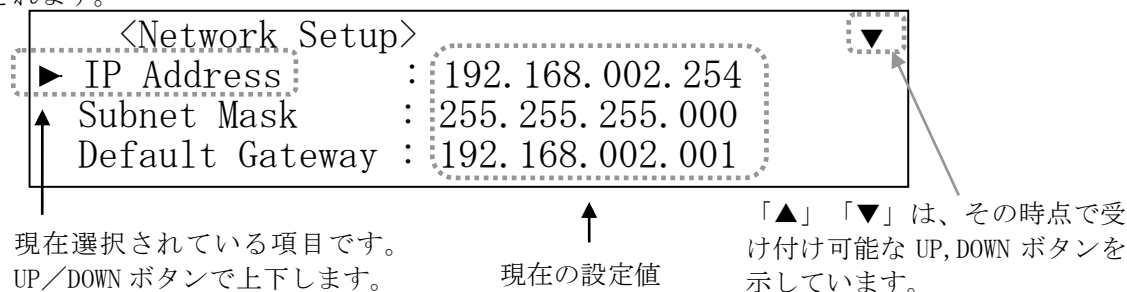 されます。
<Network Setup> ▼
► IP Address : 192.168.002.254
Subnet Mask : 255.255.255.000
Default Gateway : 192.168.002.001
現在選択されている項目です。
UP／DOWN ボタンで上下します。
現在の設定値
「▲」「▼」は、その時点で受
け付け可能な UP,DOWN ボタンを
示しています。